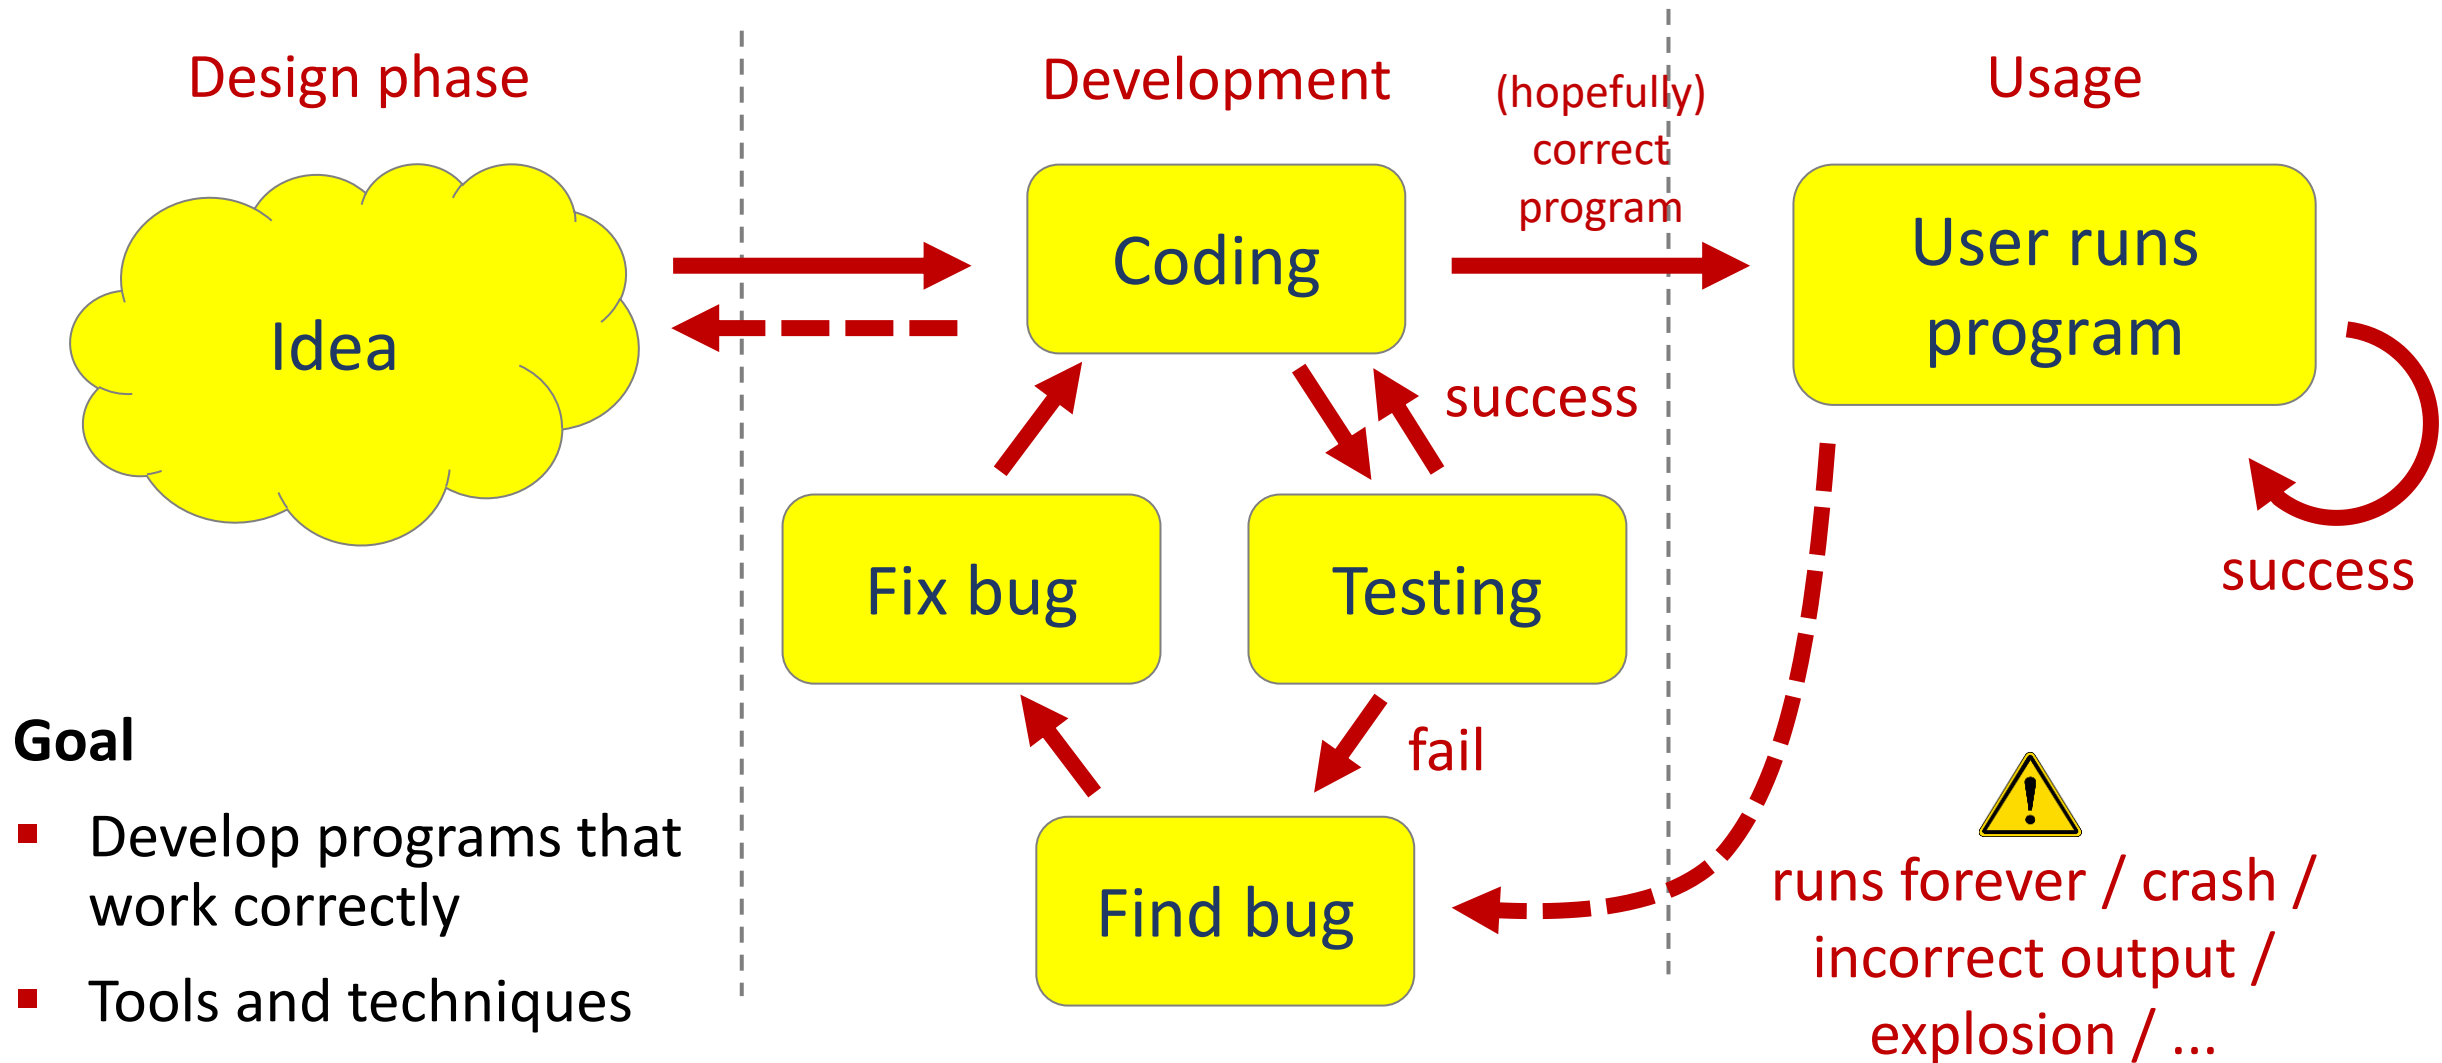 Design phase
Idea
Goal
Develop programs that
work correctly
Tools and techniques
Development
Coding
success
Fix bug
Testing
fail
Find bug
(hopefully)
correct
program
Usage
User runs
program
success
runs forever / crash /
incorrect output /
explosion / ...